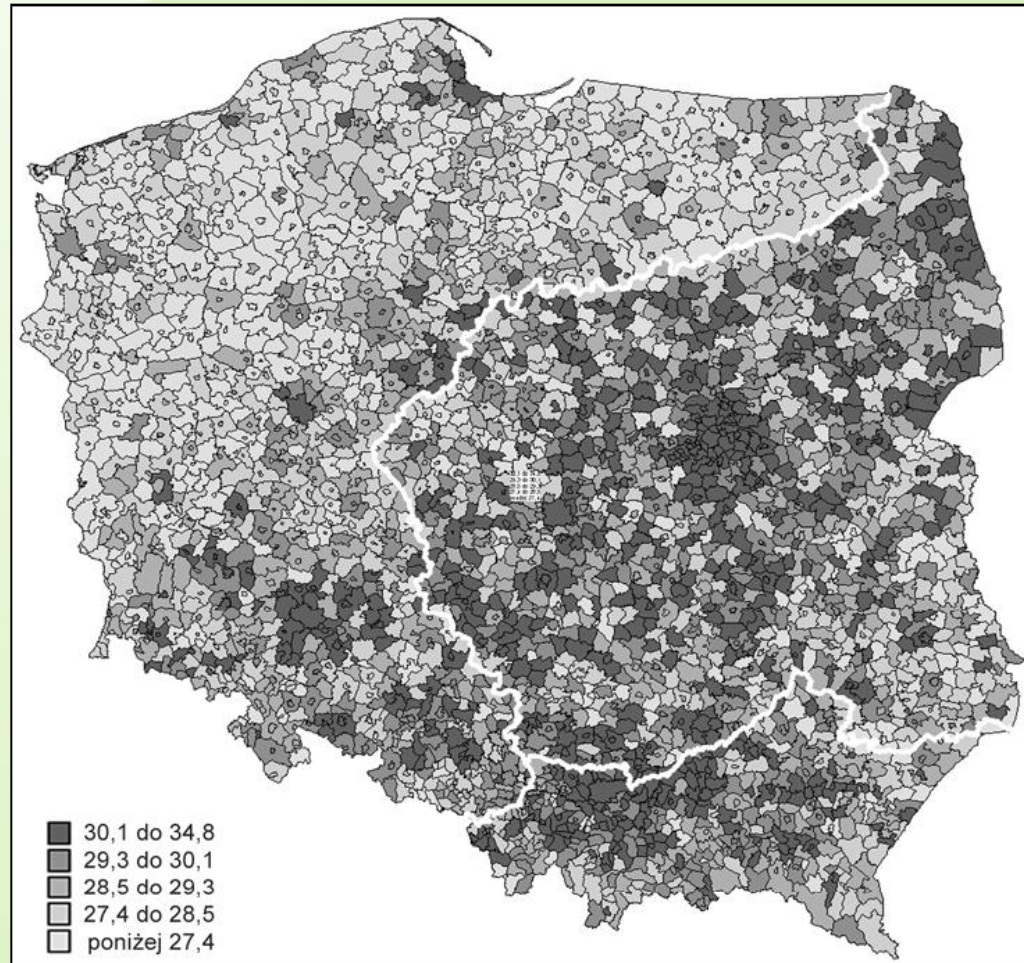 30,1 do 34,8
29,3 do 30,1
28,5 do 29,3
27,4 do 28,5
poniżej 27,4